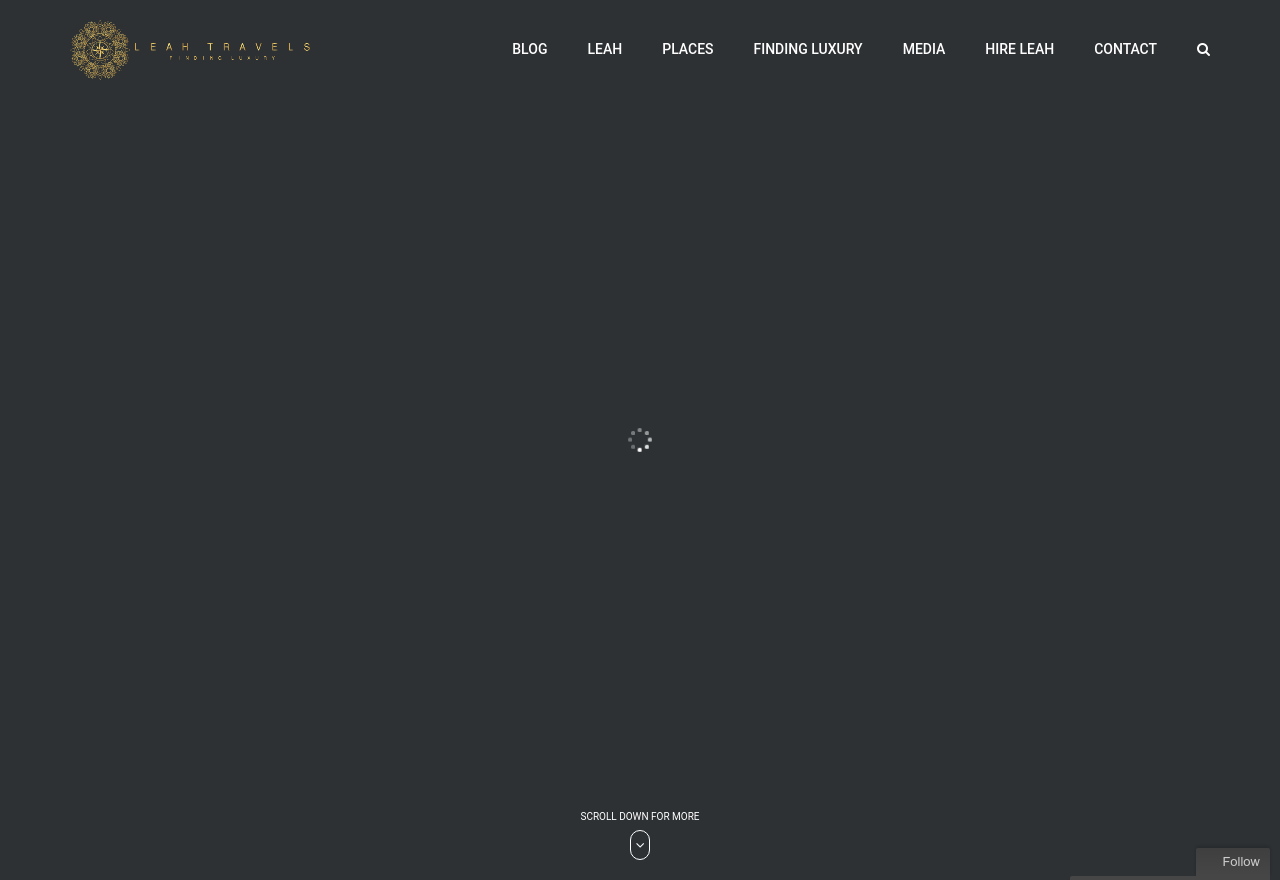 LEAH TRAVELS
FINDING LUXURY
BLOG
LEAH
PLACES
FINDING LUXURY
MEDIA
HIRE LEAH
CONTACT
SCROLL DOWN FOR MORE
Follow